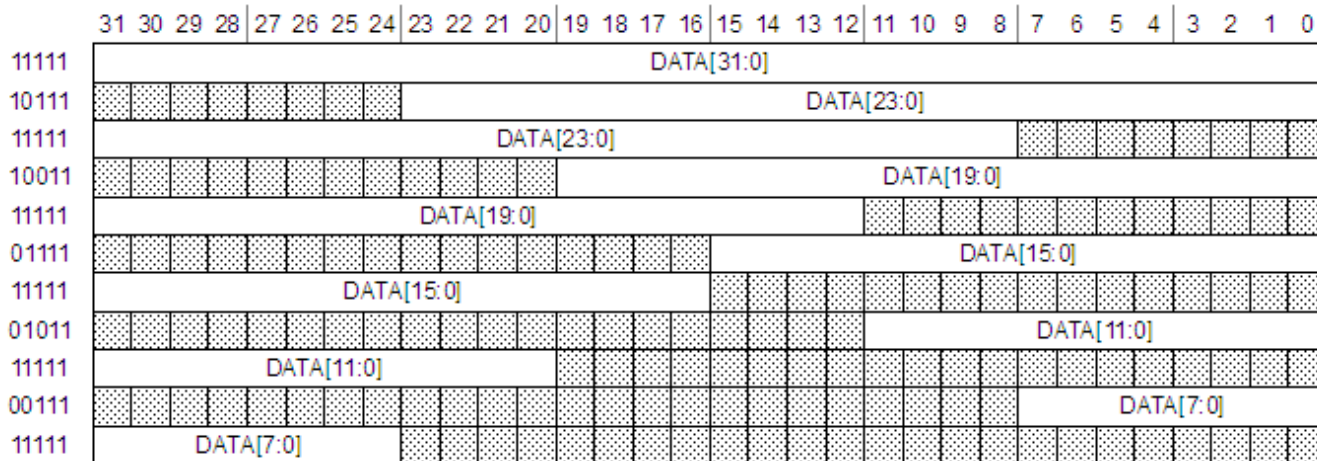 31 30 29 28 27 26 25 24 23 22 21 20 19 18 17 16 15 14 13 12 11 10 9 8 7 6 5 4 3 2 1 0
11111 DATA[31:0]
10111 DATA[23:0]
11111 DATA[23:0]
10011 DATA[19:0]
11111 DATA[19:0]
01111 DATA[15:0]
11111 DATA[15:0]
01011 DATA[11:0]
11111 DATA[11:0]
00111 DATA[7:0]
11111 DATA[7:0]